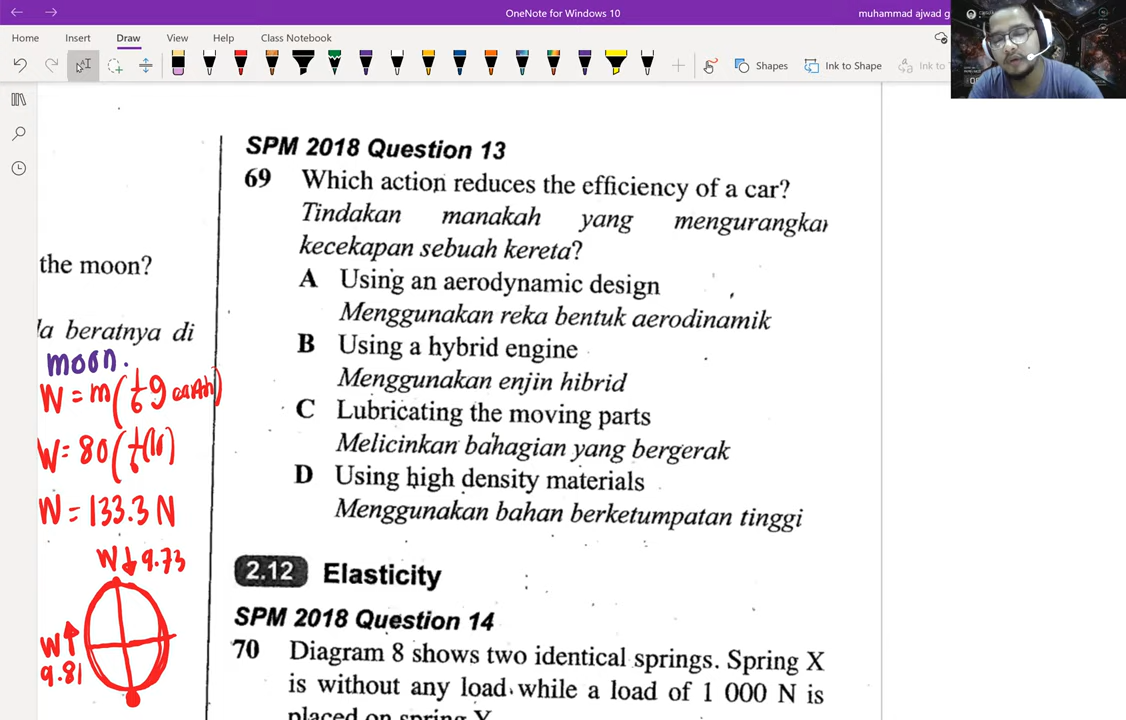 OneNote for Windows 10
muhammad ajwad g
Home Insert Draw View Help Class Notebook
Shapes Ink to Shape Ink to
the moon?
la beratnya di
moon.
W = m(1/6 g earth)
W = 80(1/6(10)
W = 133.3 N
W ↓ 9.73
W ↑
9.81
SPM 2018 Question 13
69 Which action reduces the efficiency of a car?
Tindakan manakah yang mengurangkan
kecekapan sebuah kereta?
A Using an aerodynamic design
Menggunakan reka bentuk aerodinamik
B Using a hybrid engine
Menggunakan enjin hibrid
C Lubricating the moving parts
Melicinkan bahagian yang bergerak
D Using high density materials
Menggunakan bahan berketumpatan tinggi
2.12 Elasticity
SPM 2018 Question 14
70 Diagram 8 shows two identical springs. Spring X
is without any load while a load of 1 000 N is
placed on spring Y